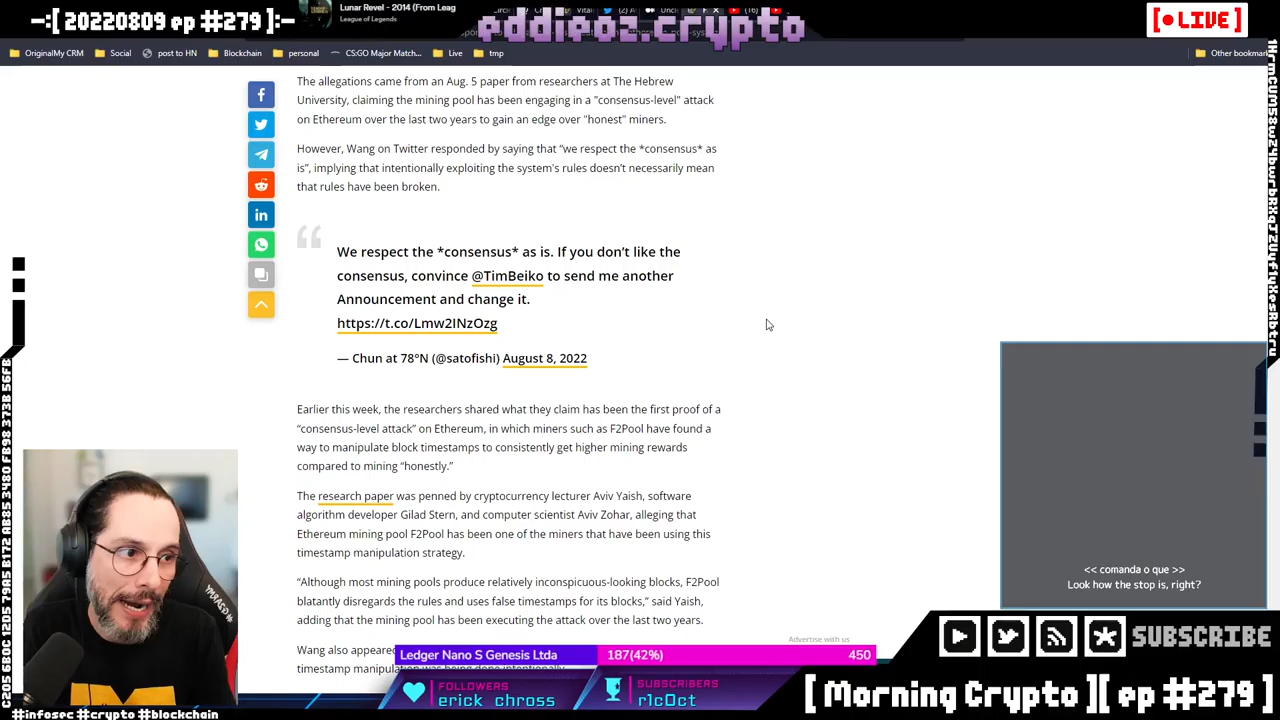 -:[ 20220809 ep #279 ]:-
Lunar Revel - 2014 (From Leag
League of Legends
eddieoz.crypto
[●LIVE]
OriginalMy CRM
Social
post to HN
Blockchain
personal
CS:GO Major Match...
Live
tmp
Other bookmar
The allegations came from an Aug. 5 paper from researchers at The Hebrew
University, claiming the mining pool has been engaging in a "consensus-level" attack
on Ethereum over the last two years to gain an edge over "honest" miners.
However, Wang on Twitter responded by saying that “we respect the *consensus* as
is”, implying that intentionally exploiting the system's rules doesn’t necessarily mean
that rules have been broken.
We respect the *consensus* as is. If you don’t like the
consensus, convince @TimBeiko to send me another
Announcement and change it.
https://t.co/Lmw2INzOzg
— Chun at 78°N (@satofishi) August 8, 2022
Earlier this week, the researchers shared what they claim has been the first proof of a
“consensus-level attack” on Ethereum, in which miners such as F2Pool have found a
way to manipulate block timestamps to consistently get higher mining rewards
compared to mining “honestly.”
The research paper was penned by cryptocurrency lecturer Aviv Yaish, software
algorithm developer Gilad Stern, and computer scientist Aviv Zohar, alleging that
Ethereum mining pool F2Pool has been one of the miners that have been using this
timestamp manipulation strategy.
“Although most mining pools produce relatively inconspicuous-looking blocks, F2Pool
blatantly disregards the rules and uses false timestamps for its blocks,” said Yaish,
adding that the mining pool has been executing the attack over the last two years.
Wang also appeared
timestamp manipulation was being done intentionally.
<< comanda o que >>
Look how the stop is, right?
Advertise with us
Ledger Nano S Genesis Ltda
187(42%)
450
FOLLOWERS
erick chross
SUBSCRIBERS
r1c0ct
SUBSCRIBE
[ Morning Crypto ][ ep #279 ]
#infosec #crypto #blockchain